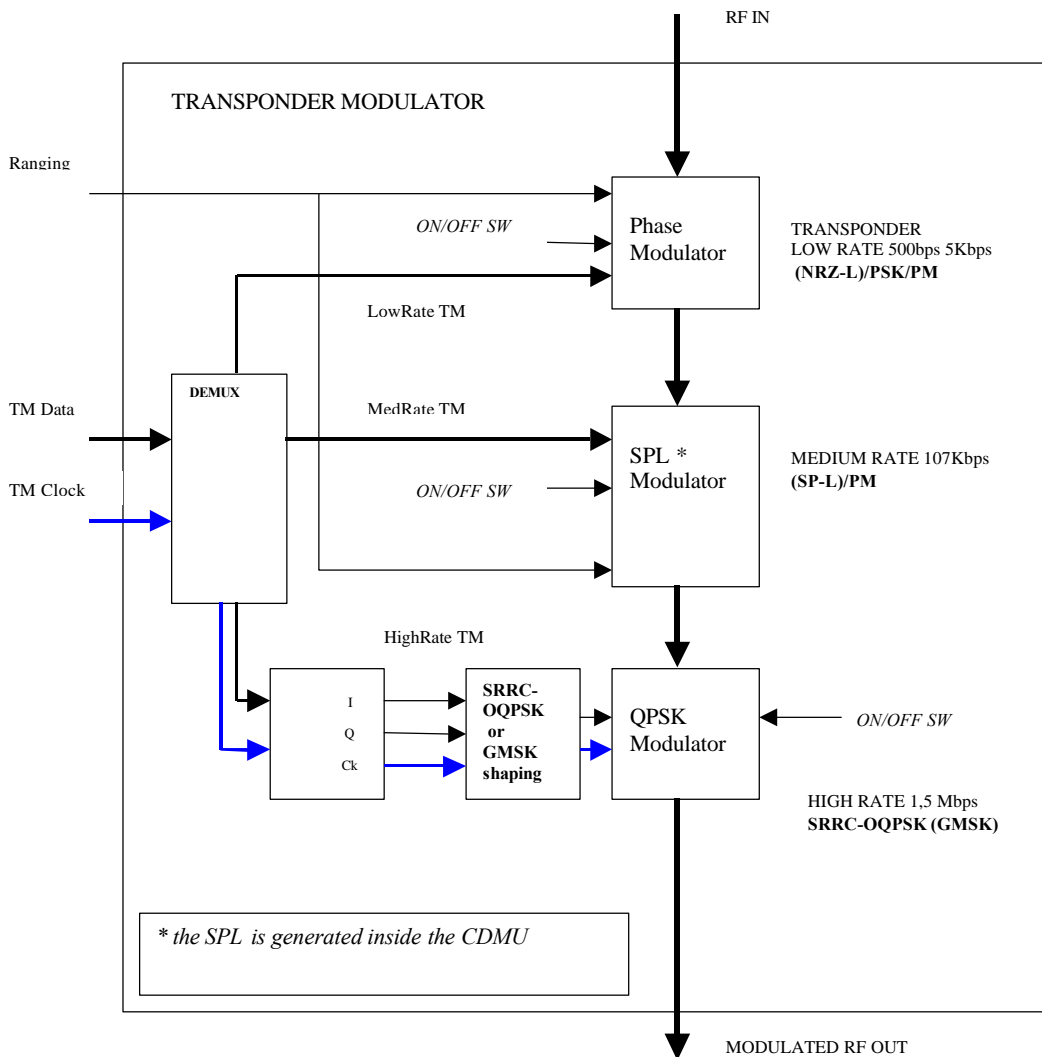 RF IN
TRANSPONDER MODULATOR
Ranging
ON/OFF SW
Phase
Modulator
TRANSPONDER
LOW RATE 500bps 5Kbps
(NRZ-L)/PSK/PM
LowRate TM
DEMUX
TM Data
MedRate TM
SPL *
Modulator
MEDIUM RATE 107Kbps
(SP-L)/PM
TM Clock
ON/OFF SW
HighRate TM
I
Q
Ck
SRRC-
OQPSK
or
GMSK
shaping
QPSK
Modulator
ON/OFF SW
HIGH RATE 1,5 Mbps
SRRC-OQPSK (GMSK)
* the SPL is generated inside the CDMU
MODULATED RF OUT